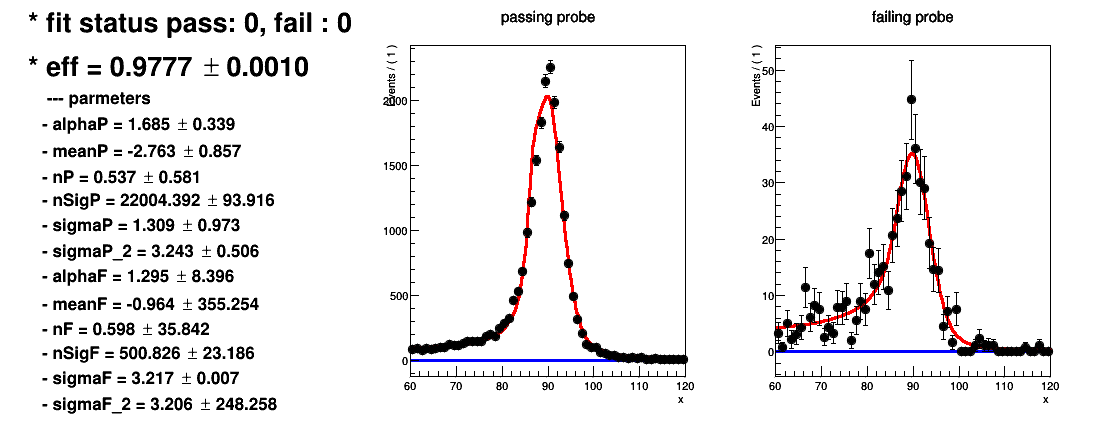 * fit status pass: 0, fail : 0
* eff = 0.9777 ± 0.0010
--- parmeters
- alphaP = 1.685 ± 0.339
- meanP = -2.763 ± 0.857
- nP = 0.537 ± 0.581
- nSigP = 22004.392 ± 93.916
- sigmaP = 1.309 ± 0.973
- sigmaP_2 = 3.243 ± 0.506
- alphaF = 1.295 ± 8.396
- meanF = -0.964 ± 355.254
- nF = 0.598 ± 35.842
- nSigF = 500.826 ± 23.186
- sigmaF = 3.217 ± 0.007
- sigmaF_2 = 3.206 ± 248.258
passing probe
Events / ( 1 )
2000
1500
1000
500
0
60 70 80 90 100 110 120
x
failing probe
Events / ( 1 )
50
40
30
20
10
0
60 70 80 90 100 110 120
x